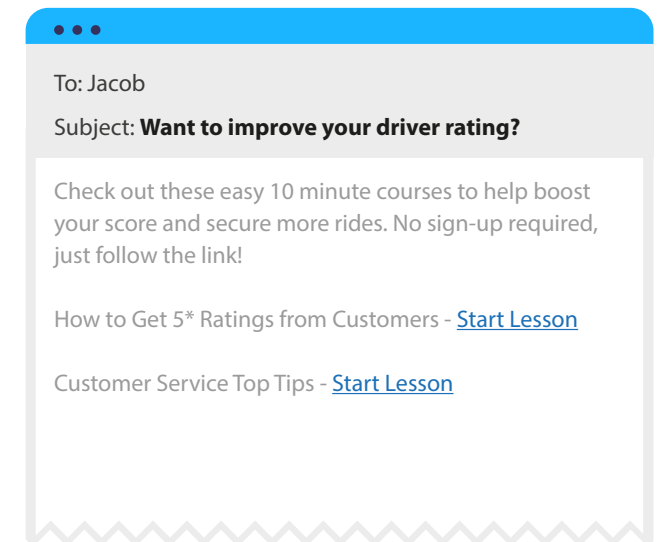 To: Jacob
Subject: Want to improve your driver rating?
Check out these easy 10 minute courses to help boost
your score and secure more rides. No sign-up required,
just follow the link!
How to Get 5* Ratings from Customers - Start Lesson
Customer Service Top Tips - Start Lesson